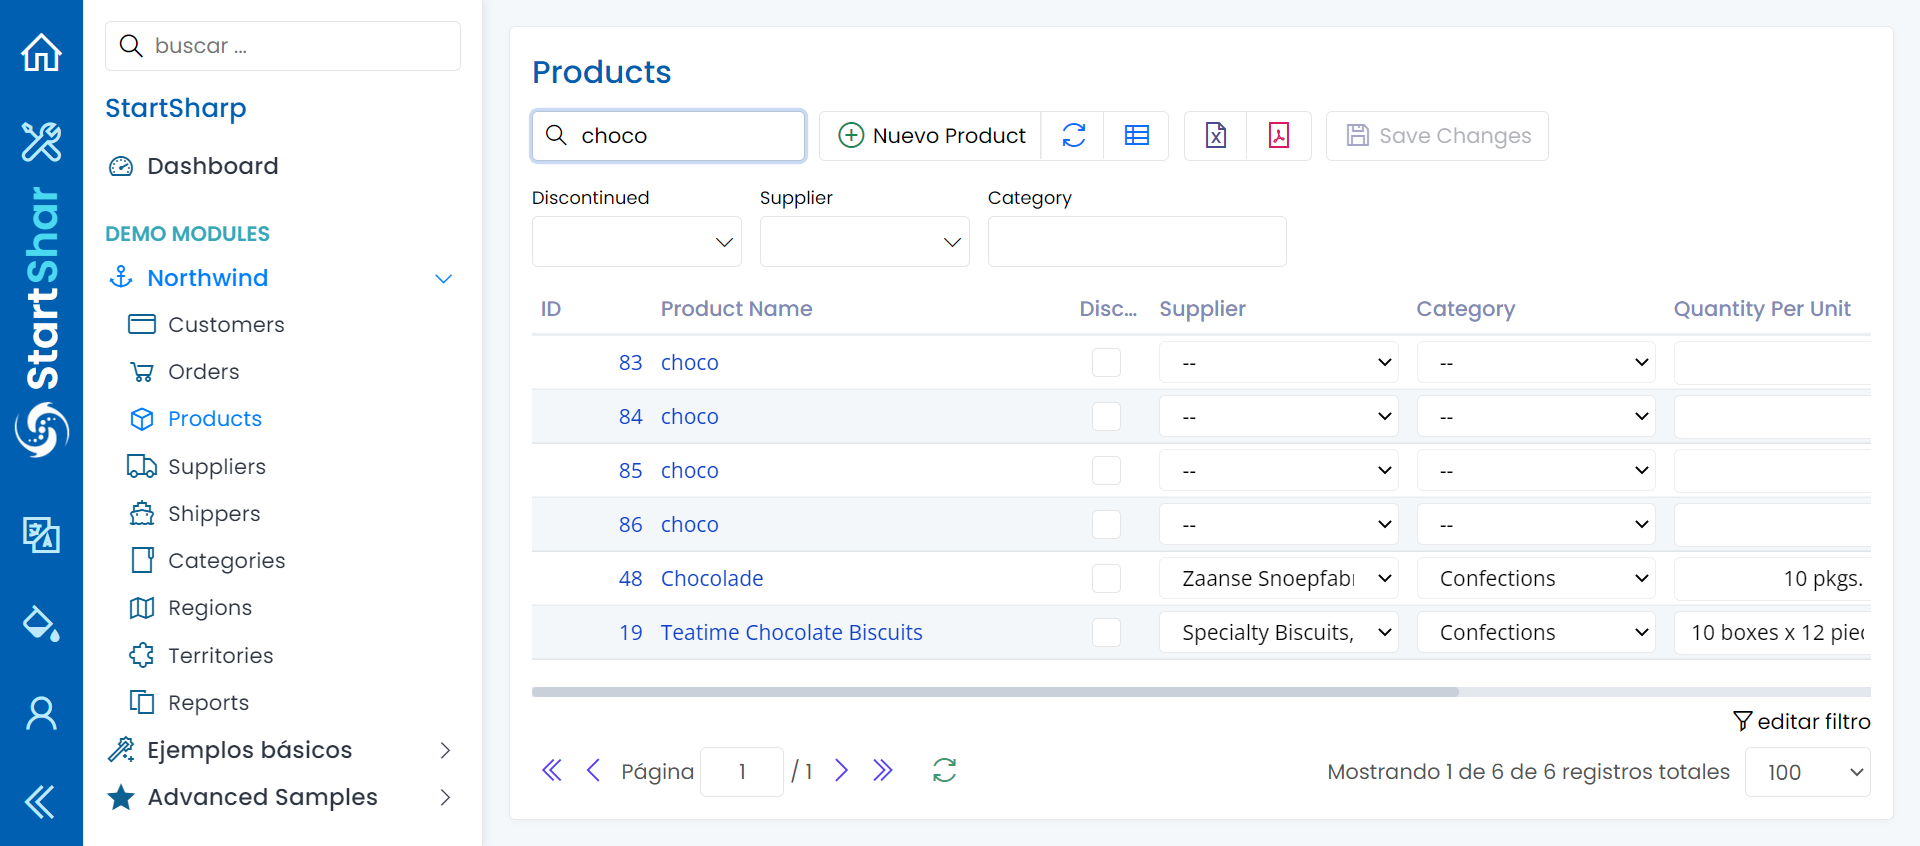 buscar ...
StartSharp
Dashboard
DEMO MODULES
Northwind
Customers
Orders
Products
Suppliers
Shippers
Categories
Regions
Territories
Reports
Ejemplos básicos
Advanced Samples
StartShar
Products
choco
Nuevo Product
Save Changes
Discontinued Supplier Category
ID Product Name Disc... Supplier Category Quantity Per Unit
83 choco -- --
84 choco -- --
85 choco -- --
86 choco -- --
48 Chocolade Zaanse Snoepfab Confections 10 pkgs.
19 Teatime Chocolate Biscuits Specialty Biscuits, Confections 10 boxes x 12 piec
editar filtro
Página 1 / 1
Mostrando 1 de 6 de 6 registros totales 100